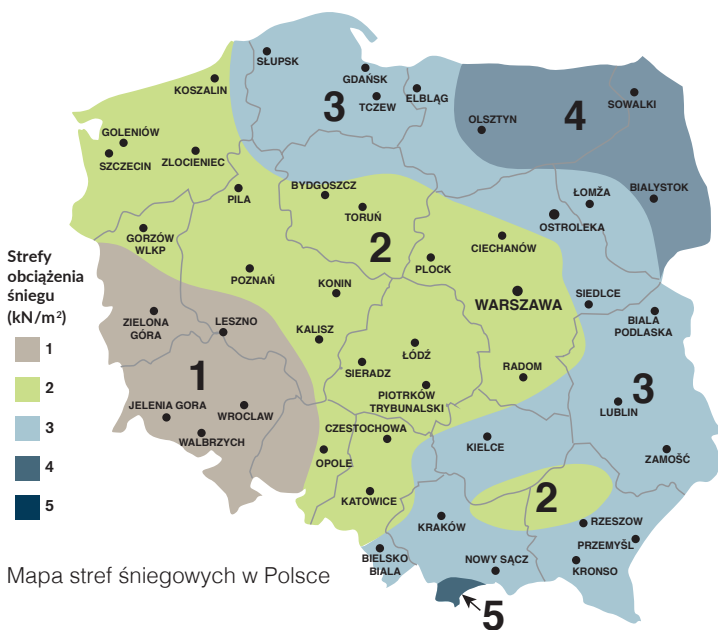 SŁUPSK
GDAŃSK
KOSZALIN
3
TCZEW
ELBLĄG
4
SOWALKI
OLSZTYN
GOLENIÓW
SZCZECIN
ZLOCIENIEC
BYDGOSZCZ
PILA
TORUŃ
ŁOMŻA
BIALYSTOK
OSTROLEKA
GORZÓW
WLKP
2
CIECHANÓW
PLOCK
Strefy
obciążenia
śniegu
(kN/m²)
1
2
3
4
5
POZNAŃ
KONIN
WARSZAWA
SIEDLCE
ZIELONA
GÓRA
LESZNO
KALISZ
BIALA
PODLASKA
1
ŁÓDŹ
SIERADZ
RADOM
PIOTRKÓW
TRYBUNALSKI
3
JELENIA GORA
WROCLAW
LUBLIN
WALBRZYCH
CZESTOCHOWA
KIELCE
OPOLE
ZAMOŚĆ
KATOWICE
2
KRAKÓW
RZESZOW
PRZEMYŚL
BIELSKO
BIALA
NOWY SĄCZ
KRONSO
Mapa stref śniegowych w Polsce
5